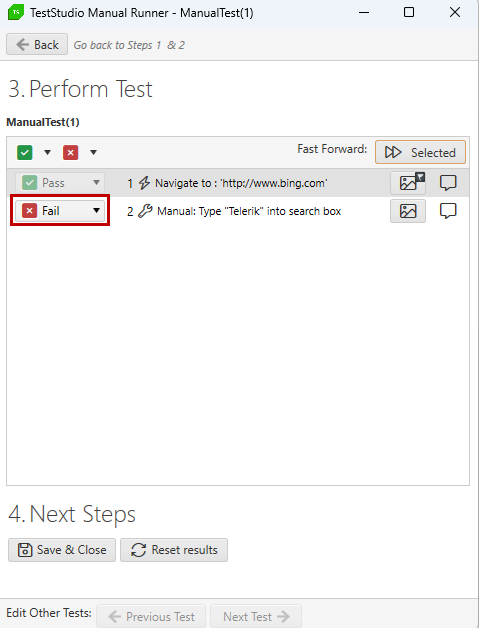 TestStudio Manual Runner - ManualTest(1)
Back Go back to Steps 1 & 2
3. Perform Test
ManualTest(1)
Fast Forward: Selected
Pass 1 Navigate to : 'http://www.bing.com'
Fail 2 Manual: Type "Telerik" into search box
4. Next Steps
Save & Close Reset results
Edit Other Tests: Previous Test Next Test